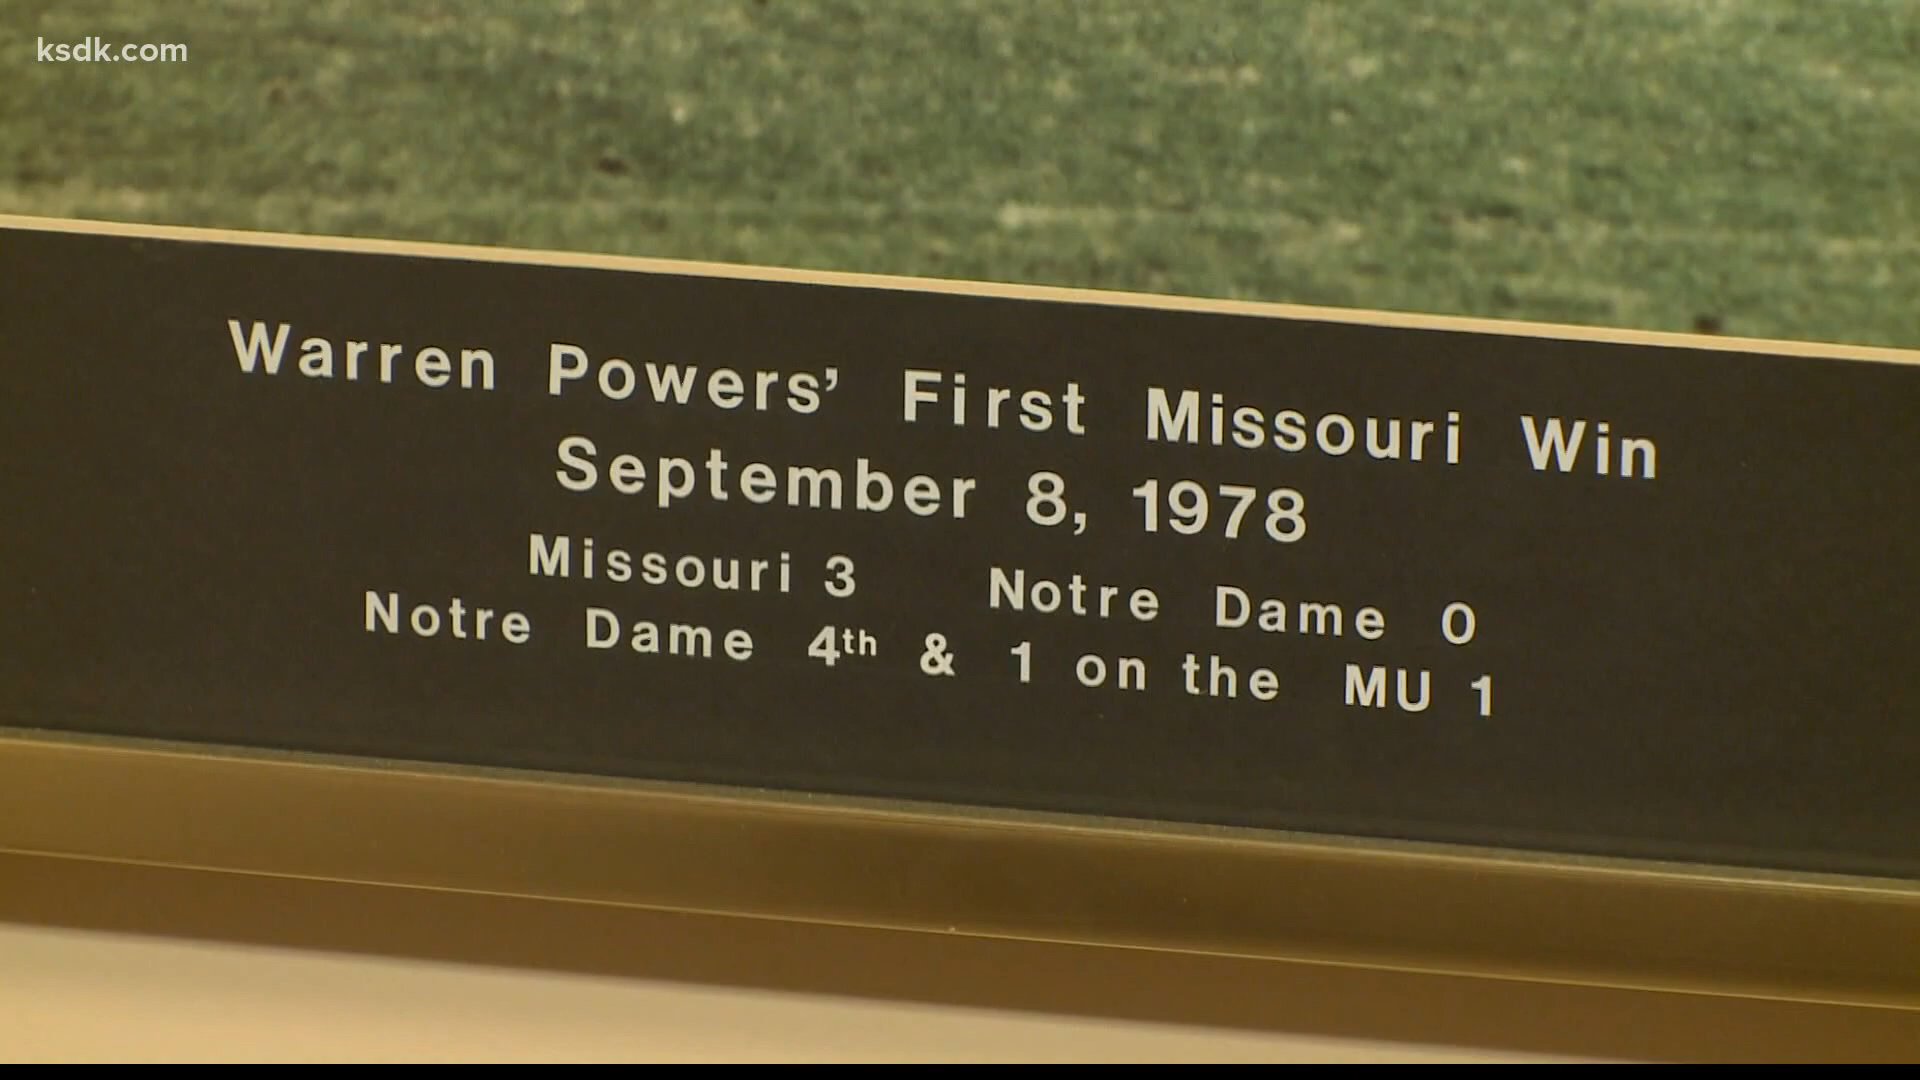 ksdk.com
Warren Powers’ First Missouri Win
September 8, 1978
Missouri 3 Notre Dame 0
Notre Dame 4th & 1 on the MU 1